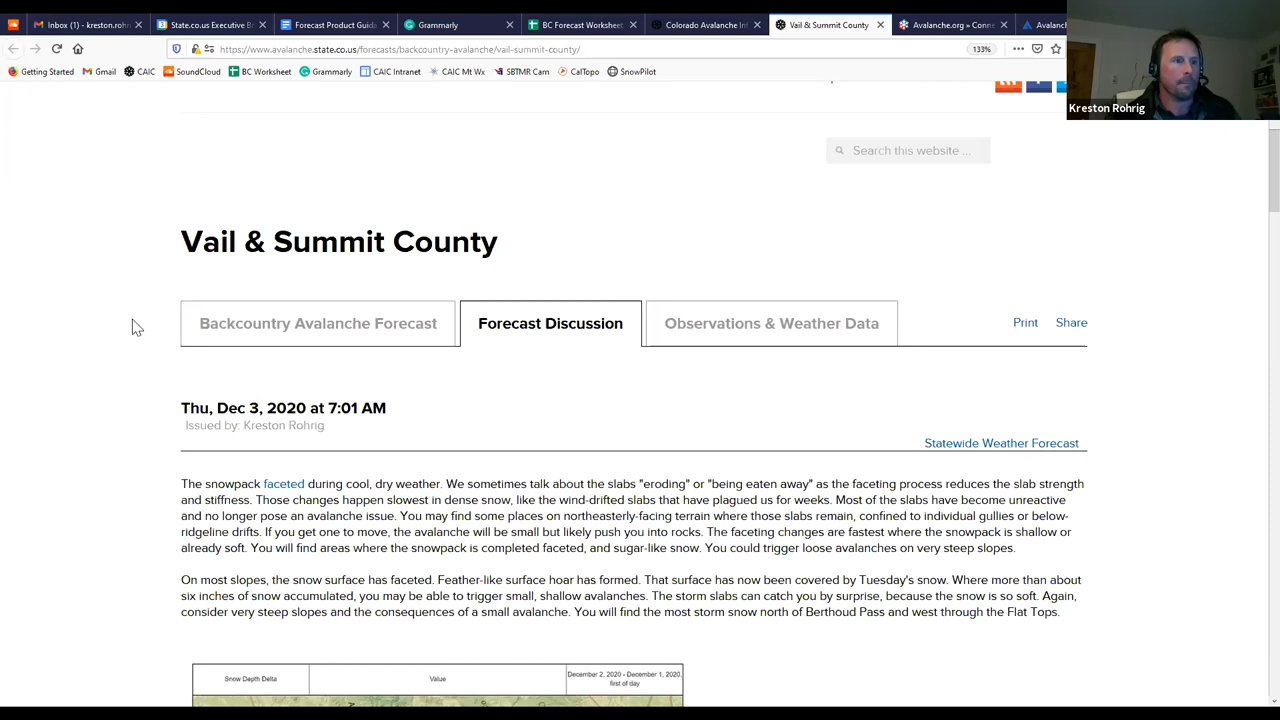 Inbox (1) - kreston.rohr
State.co.us Executive B
Forecast Product Guid
Grammarly
BC Forecast Worksheet
Colorado Avalanche Inf
Vail & Summit County
Avalanche.org » Conn
Avalanc
https://www.avalanche.state.co.us/forecasts/backcountry-avalanche/vail-summit-county/
133%
Getting Started
Gmail
CAIC
SoundCloud
BC Worksheet
Grammarly
CAIC Intranet
CAIC Mt Wx
SBTMR Cam
CalTopo
SnowPilot
Kreston Rohrig
Search this website ...
Vail & Summit County
Backcountry Avalanche Forecast
Forecast Discussion
Observations & Weather Data
Print
Share
Thu, Dec 3, 2020 at 7:01 AM
Issued by: Kreston Rohrig
Statewide Weather Forecast
The snowpack faceted during cool, dry weather. We sometimes talk about the slabs "eroding" or "being eaten away" as the faceting process reduces the slab strength
and stiffness. Those changes happen slowest in dense snow, like the wind-drifted slabs that have plagued us for weeks. Most of the slabs have become unreactive
and no longer pose an avalanche issue. You may find some places on northeasterly-facing terrain where those slabs remain, confined to individual gullies or below-
ridgeline drifts. If you get one to move, the avalanche will be small but likely push you into rocks. The faceting changes are fastest where the snowpack is shallow or
already soft. You will find areas where the snowpack is completed faceted, and sugar-like snow. You could trigger loose avalanches on very steep slopes.
On most slopes, the snow surface has faceted. Feather-like surface hoar has formed. That surface has now been covered by Tuesday's snow. Where more than about
six inches of snow accumulated, you may be able to trigger small, shallow avalanches. The storm slabs can catch you by surprise, because the snow is so soft. Again,
consider very steep slopes and the consequences of a small avalanche. You will find the most storm snow north of Berthoud Pass and west through the Flat Tops.
Snow Depth Delta
Value
December 2, 2020 - December 1, 2020,
first of day